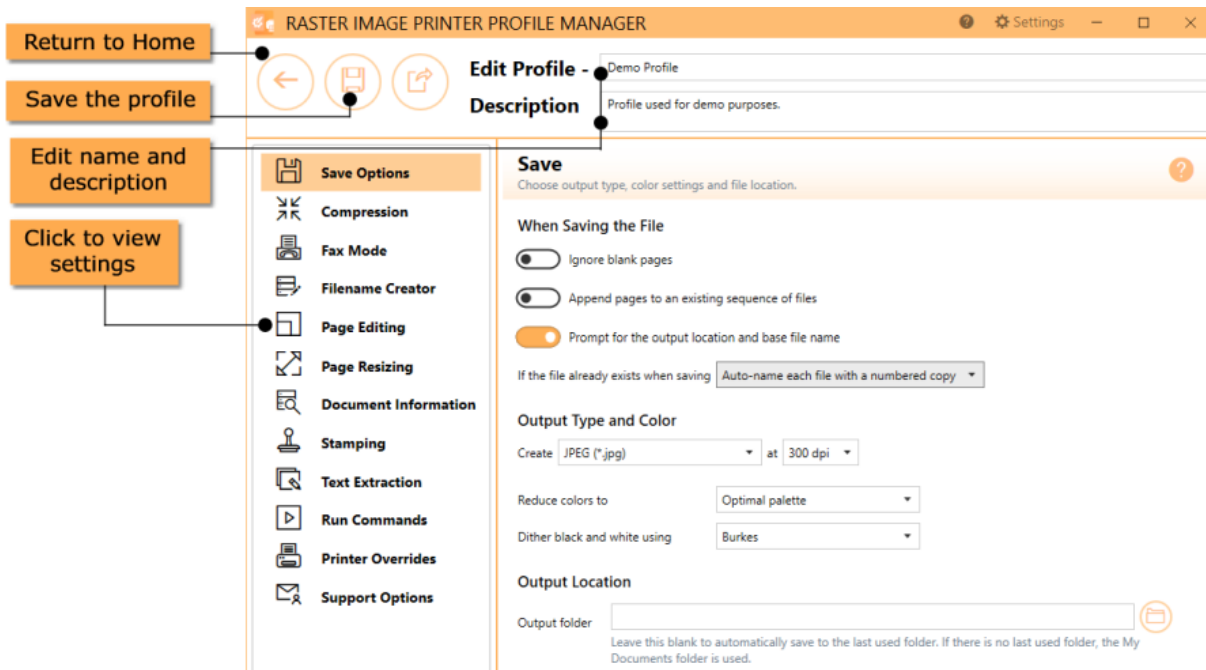 RASTER IMAGE PRINTER PROFILE MANAGER
? Settings
Return to Home
Save the profile
Edit name and
description
Click to view
settings
Edit Profile - Demo Profile
Description Profile used for demo purposes.
Save Options
Compression
Fax Mode
Filename Creator
Page Editing
Page Resizing
Document Information
Stamping
Text Extraction
Run Commands
Printer Overrides
Support Options
Save
?
Choose output type, color settings and file location.
When Saving the File
Ignore blank pages
Append pages to an existing sequence of files
Prompt for the output location and base file name
If the file already exists when saving Auto-name each file with a numbered copy
Output Type and Color
Create JPEG (*.jpg) at 300 dpi
Reduce colors to Optimal palette
Dither black and white using Burkes
Output Location
Output folder
Leave this blank to automatically save to the last used folder. If there is no last used folder, the My
Documents folder is used.